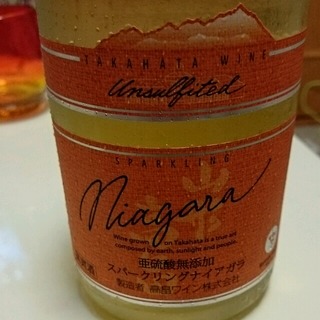 TAKAHATA WINE
Unsulfited
SPARKLING
Niagara
Wine grown on Takahata is a true art
composed by earth, sunlight and people.
亜硫酸無添加
スパークリングナイアガラ
製造者 高畠ワイン株式会社